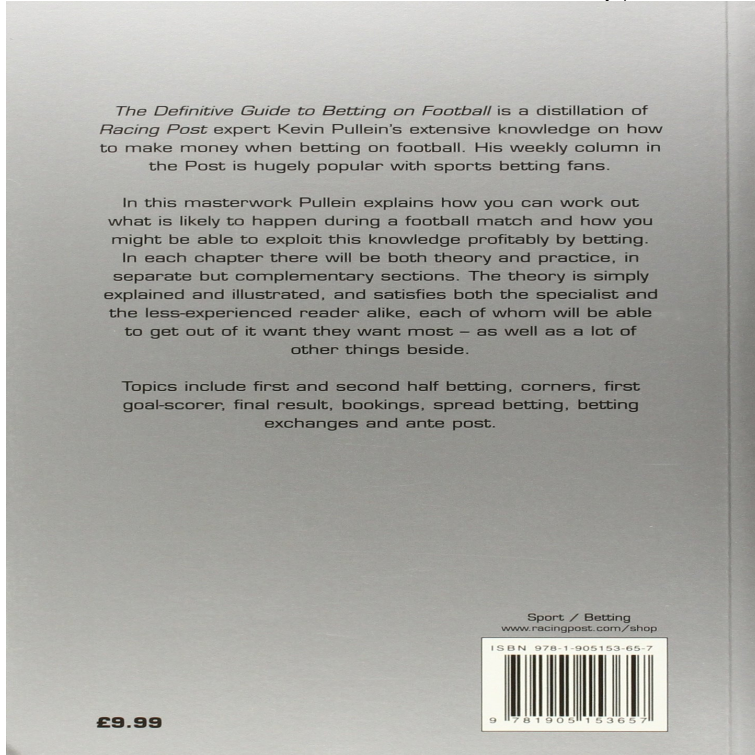 The Definitive Guide to Betting on Football is a distillation of
Racing Post expert Kevin Pullein's extensive knowledge on how
to make money when betting on football. His weekly column in
the Post is hugely popular with sports betting fans.
In this masterwork Pullein explains how you can work out
what is likely to happen during a football match and how you
might be able to exploit this knowledge profitably by betting.
In each chapter there will be both theory and practice, in
separate but complementary sections. The theory is simply
explained and illustrated, and satisfies both the specialist and
the less-experienced reader alike, each of whom will be able
to get out of it want they want most – as well as a lot of
other things beside.
Topics include first and second half betting, corners, first
goal-scorer, final result, bookings, spread betting, betting
exchanges and ante post.
Sport / Betting
www.racingpost.com/shop
ISBN 978-1-905153-65-7
9 781905 153657
£9.99